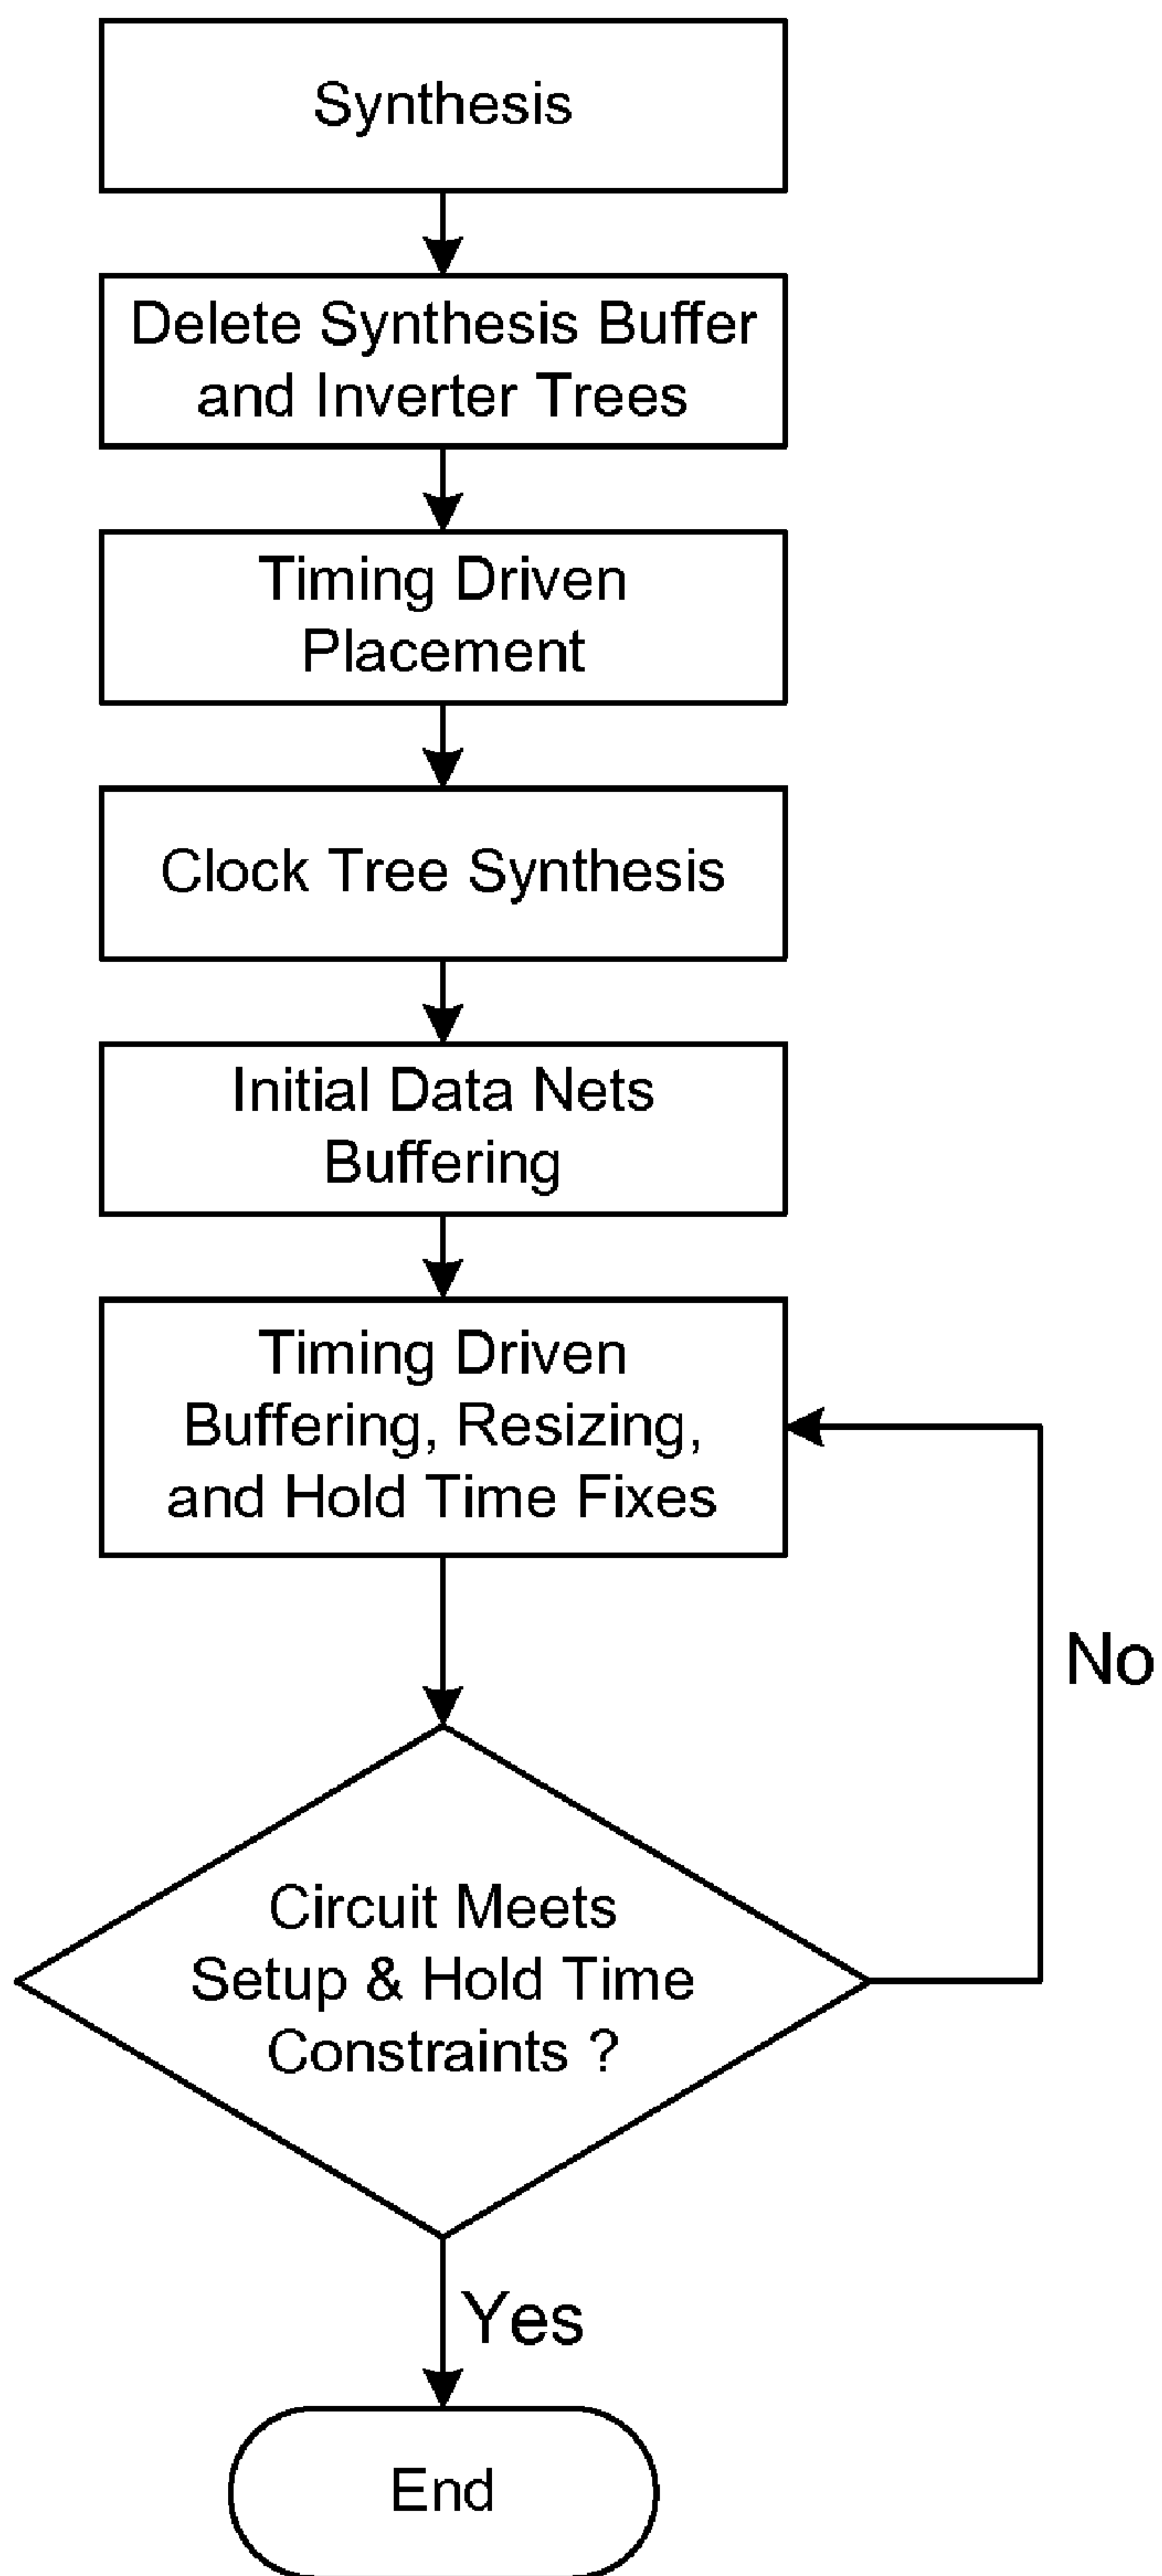 Synthesis
Delete Synthesis Buffer
and Inverter Trees
Timing Driven
Placement
Clock Tree Synthesis
Initial Data Nets
Buffering
Timing Driven
Buffering, Resizing,
and Hold Time Fixes
No
Circuit Meets
Setup & Hold Time
Constraints ?
Yes
End